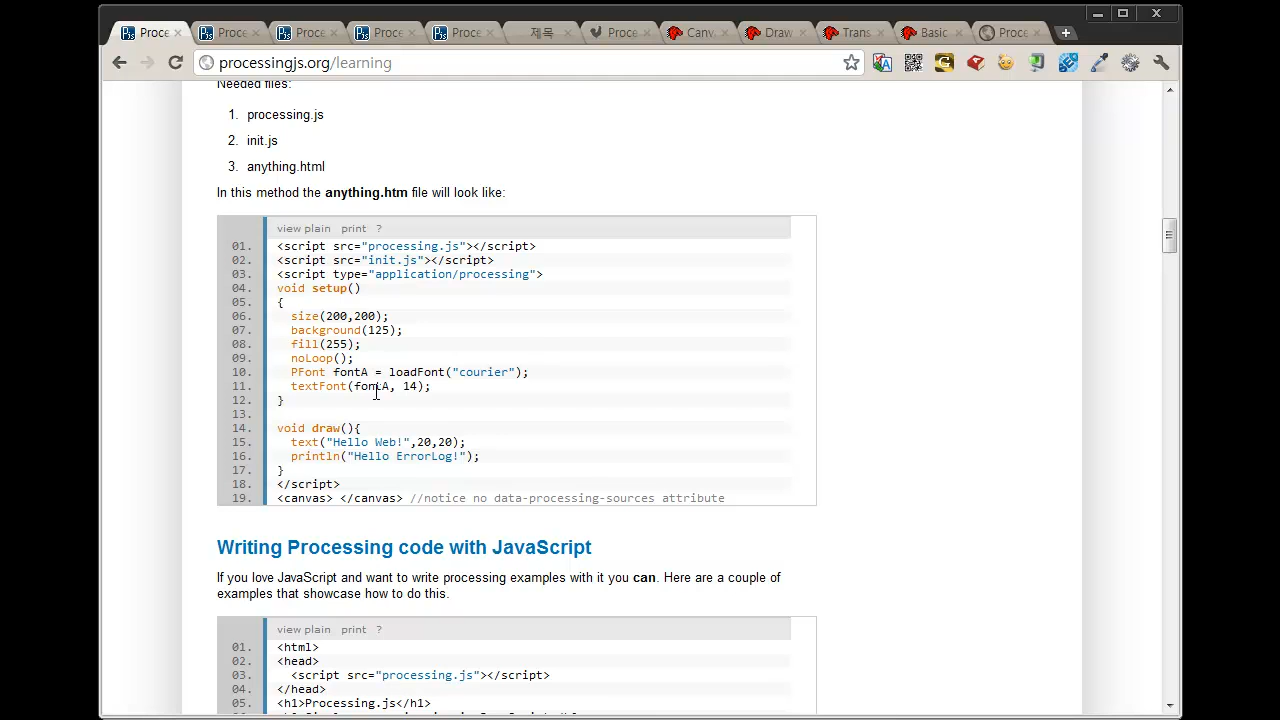 Proce
Proce
Proce
Proce
Proce
제목
Proce
Canv
Draw
Trans
Basic
Proce
processingjs.org/learning
Needed files:
1. processing.js
2. init.js
3. anything.html
In this method the anything.htm file will look like:
view plain print ?
01. <script src="processing.js"></script>
02. <script src="init.js"></script>
03. <script type="application/processing">
04. void setup()
05. {
06. size(200,200);
07. background(125);
08. fill(255);
09. noLoop();
10. PFont fontA = loadFont("courier");
11. textFont(fontA, 14);
12. }
13.
14. void draw(){
15. text("Hello Web!",20,20);
16. println("Hello ErrorLog!");
17. }
18. </script>
19. <canvas> </canvas> //notice no data-processing-sources attribute
Writing Processing code with JavaScript
If you love JavaScript and want to write processing examples with it you can. Here are a couple of
examples that showcase how to do this.
view plain print ?
01. <html>
02. <head>
03. <script src="processing.js"></script>
04. </head>
05. <h1>Processing.js</h1>